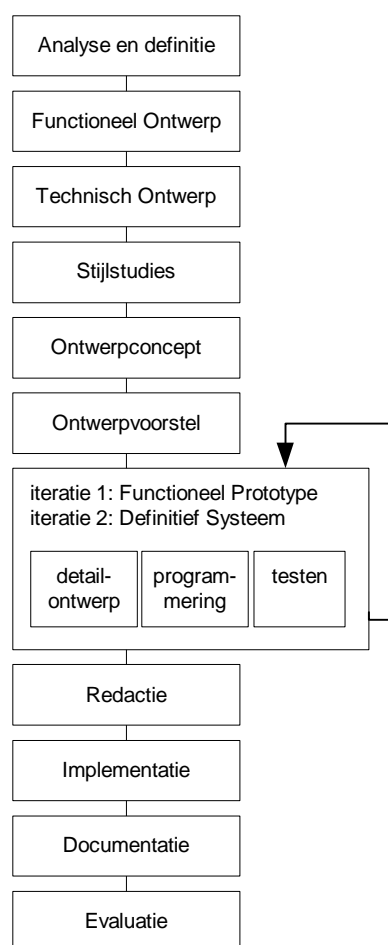 Analyse en definitie
Functioneel Ontwerp
Technisch Ontwerp
Stijlstudies
Ontwerpconcept
Ontwerpvoorstel
iteratie 1: Functioneel Prototype
iteratie 2: Definitief Systeem
detail-
ontwerp
program-
mering
testen
Redactie
Implementatie
Documentatie
Evaluatie